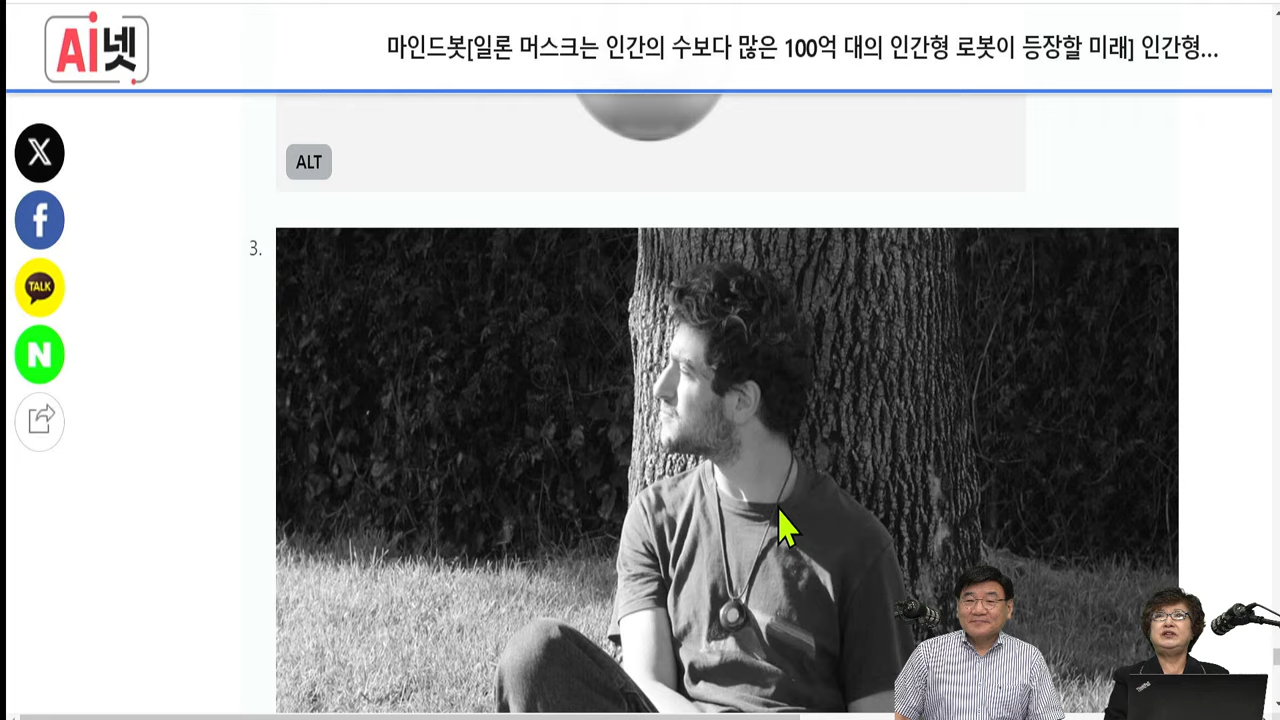 Ai넷
마인드봇[일론 머스크는 인간의 수보다 많은 100억 대의 인간형 로봇이 등장할 미래] 인간형...
ALT
3.
TALK
N
ThinkPad